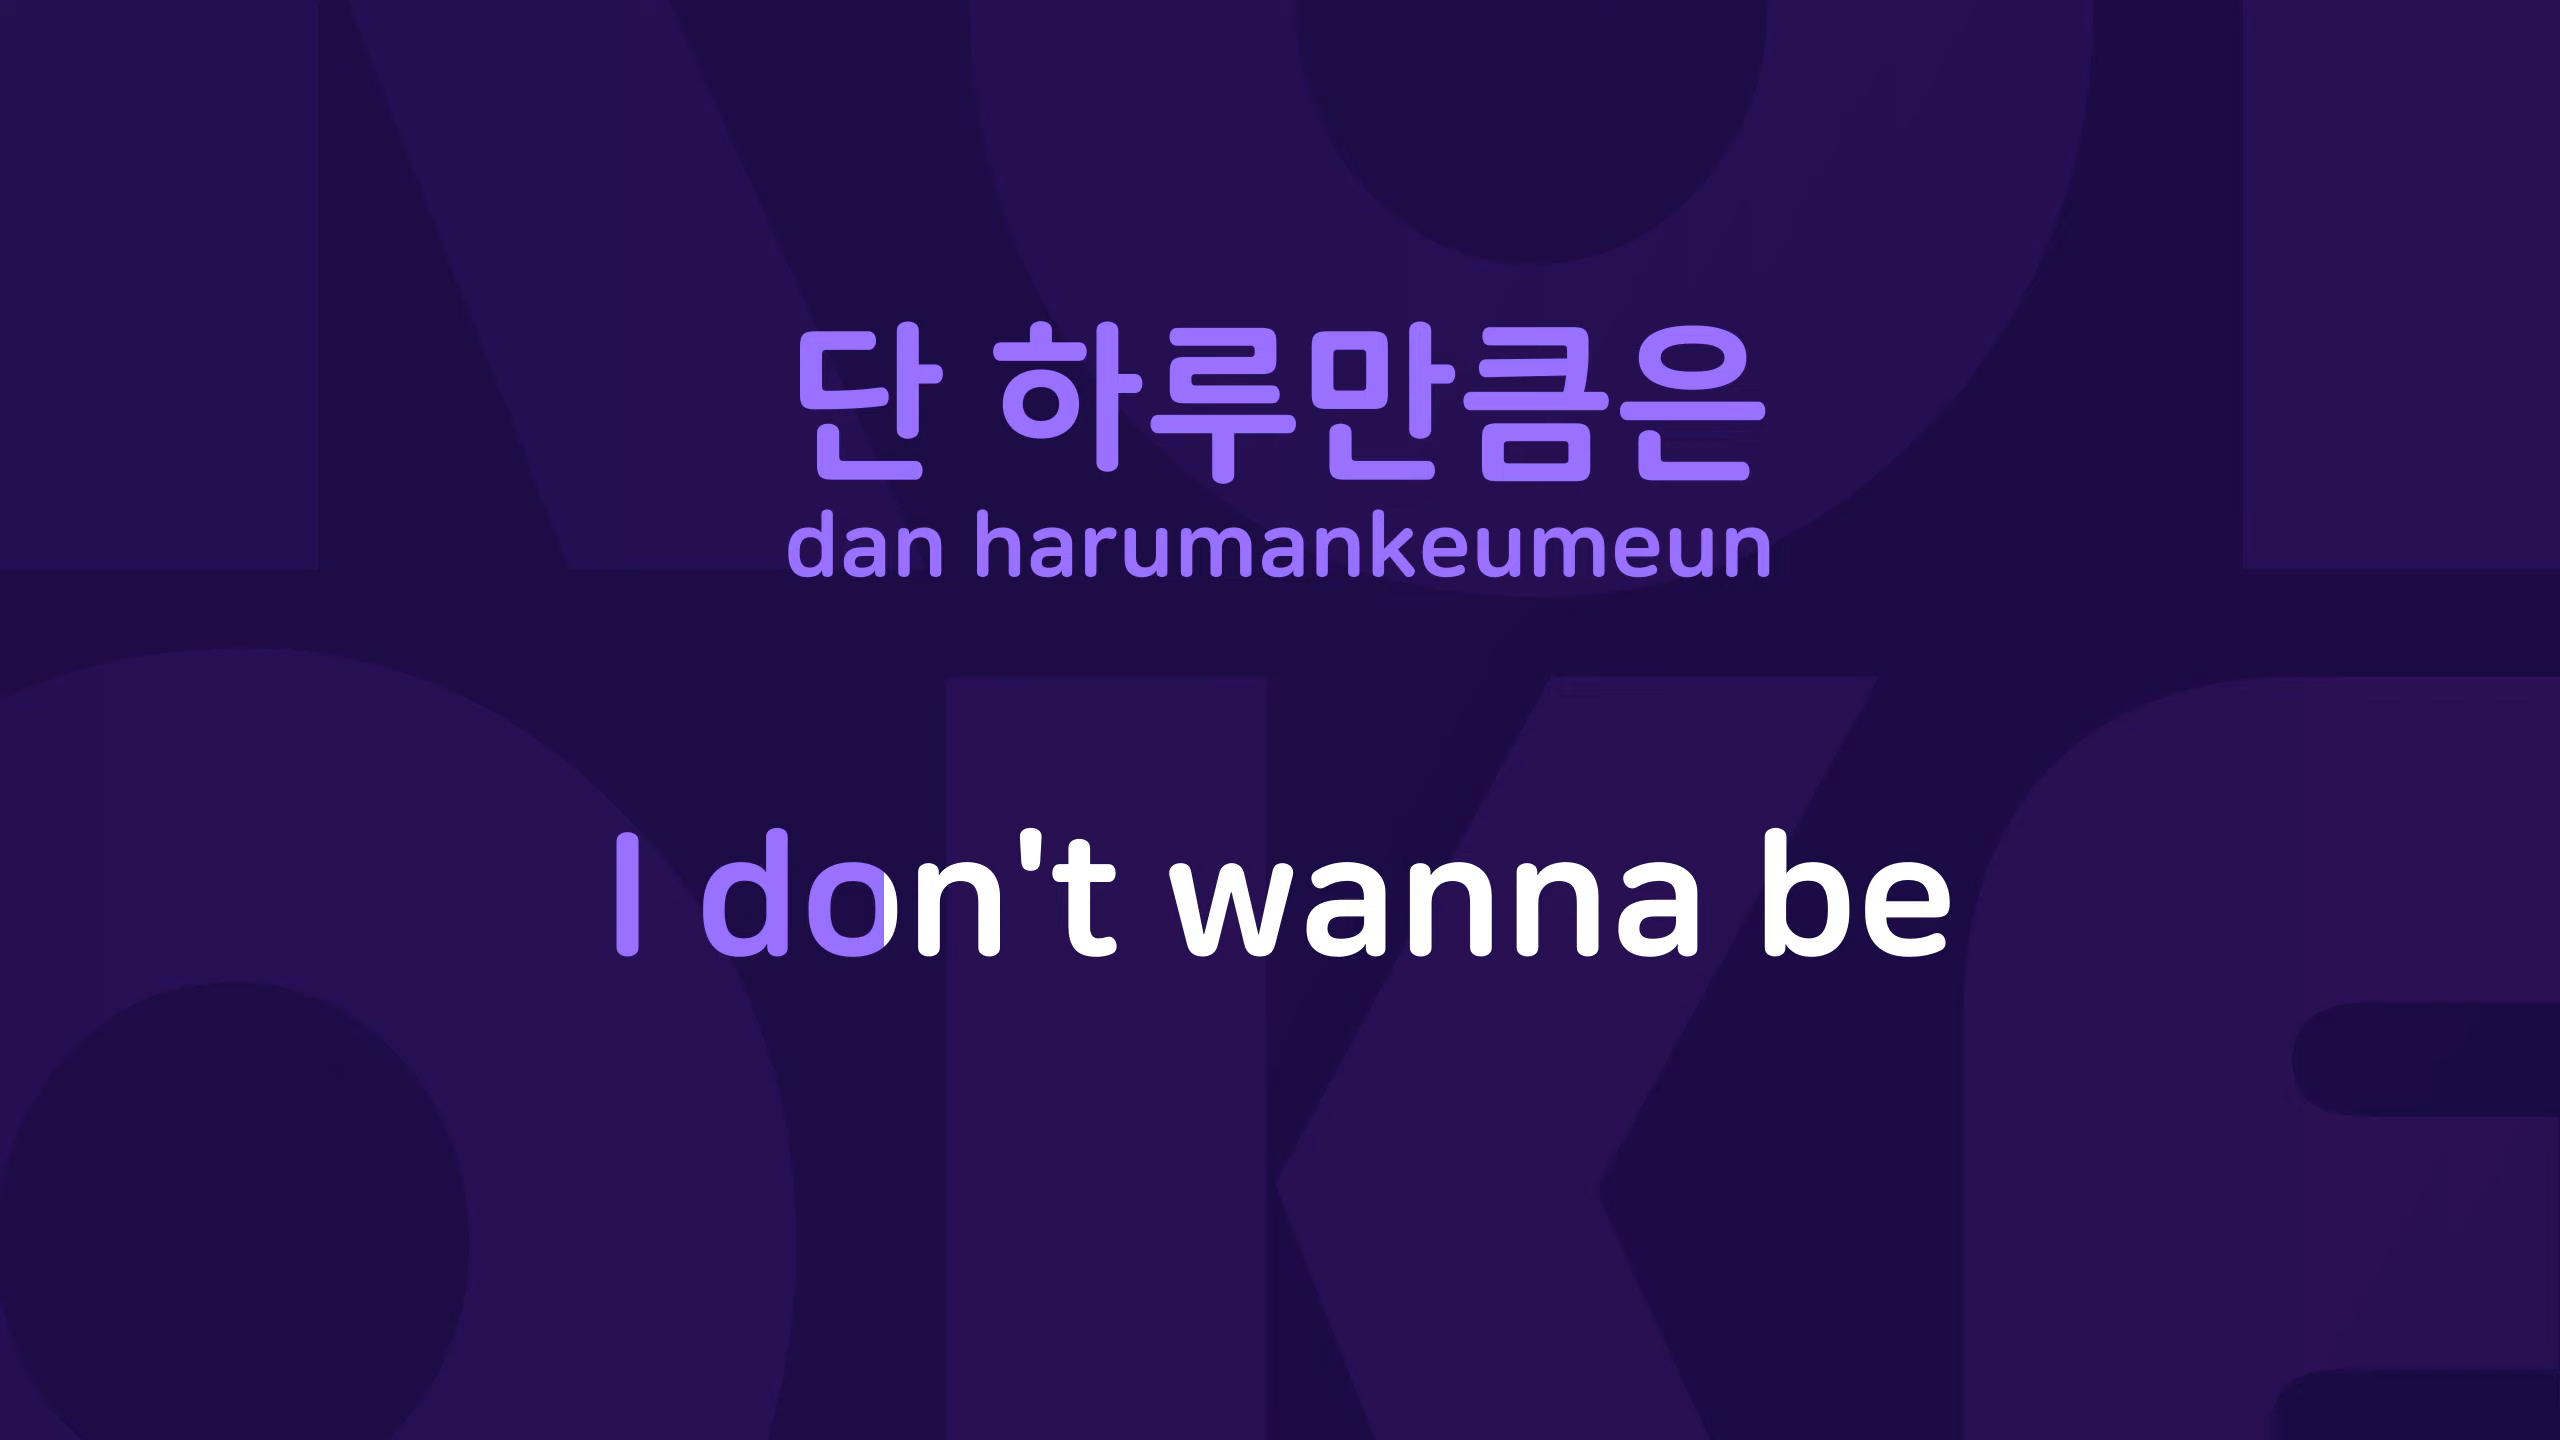 단 하루만큼은
dan harumankeumeun
I don't wanna be